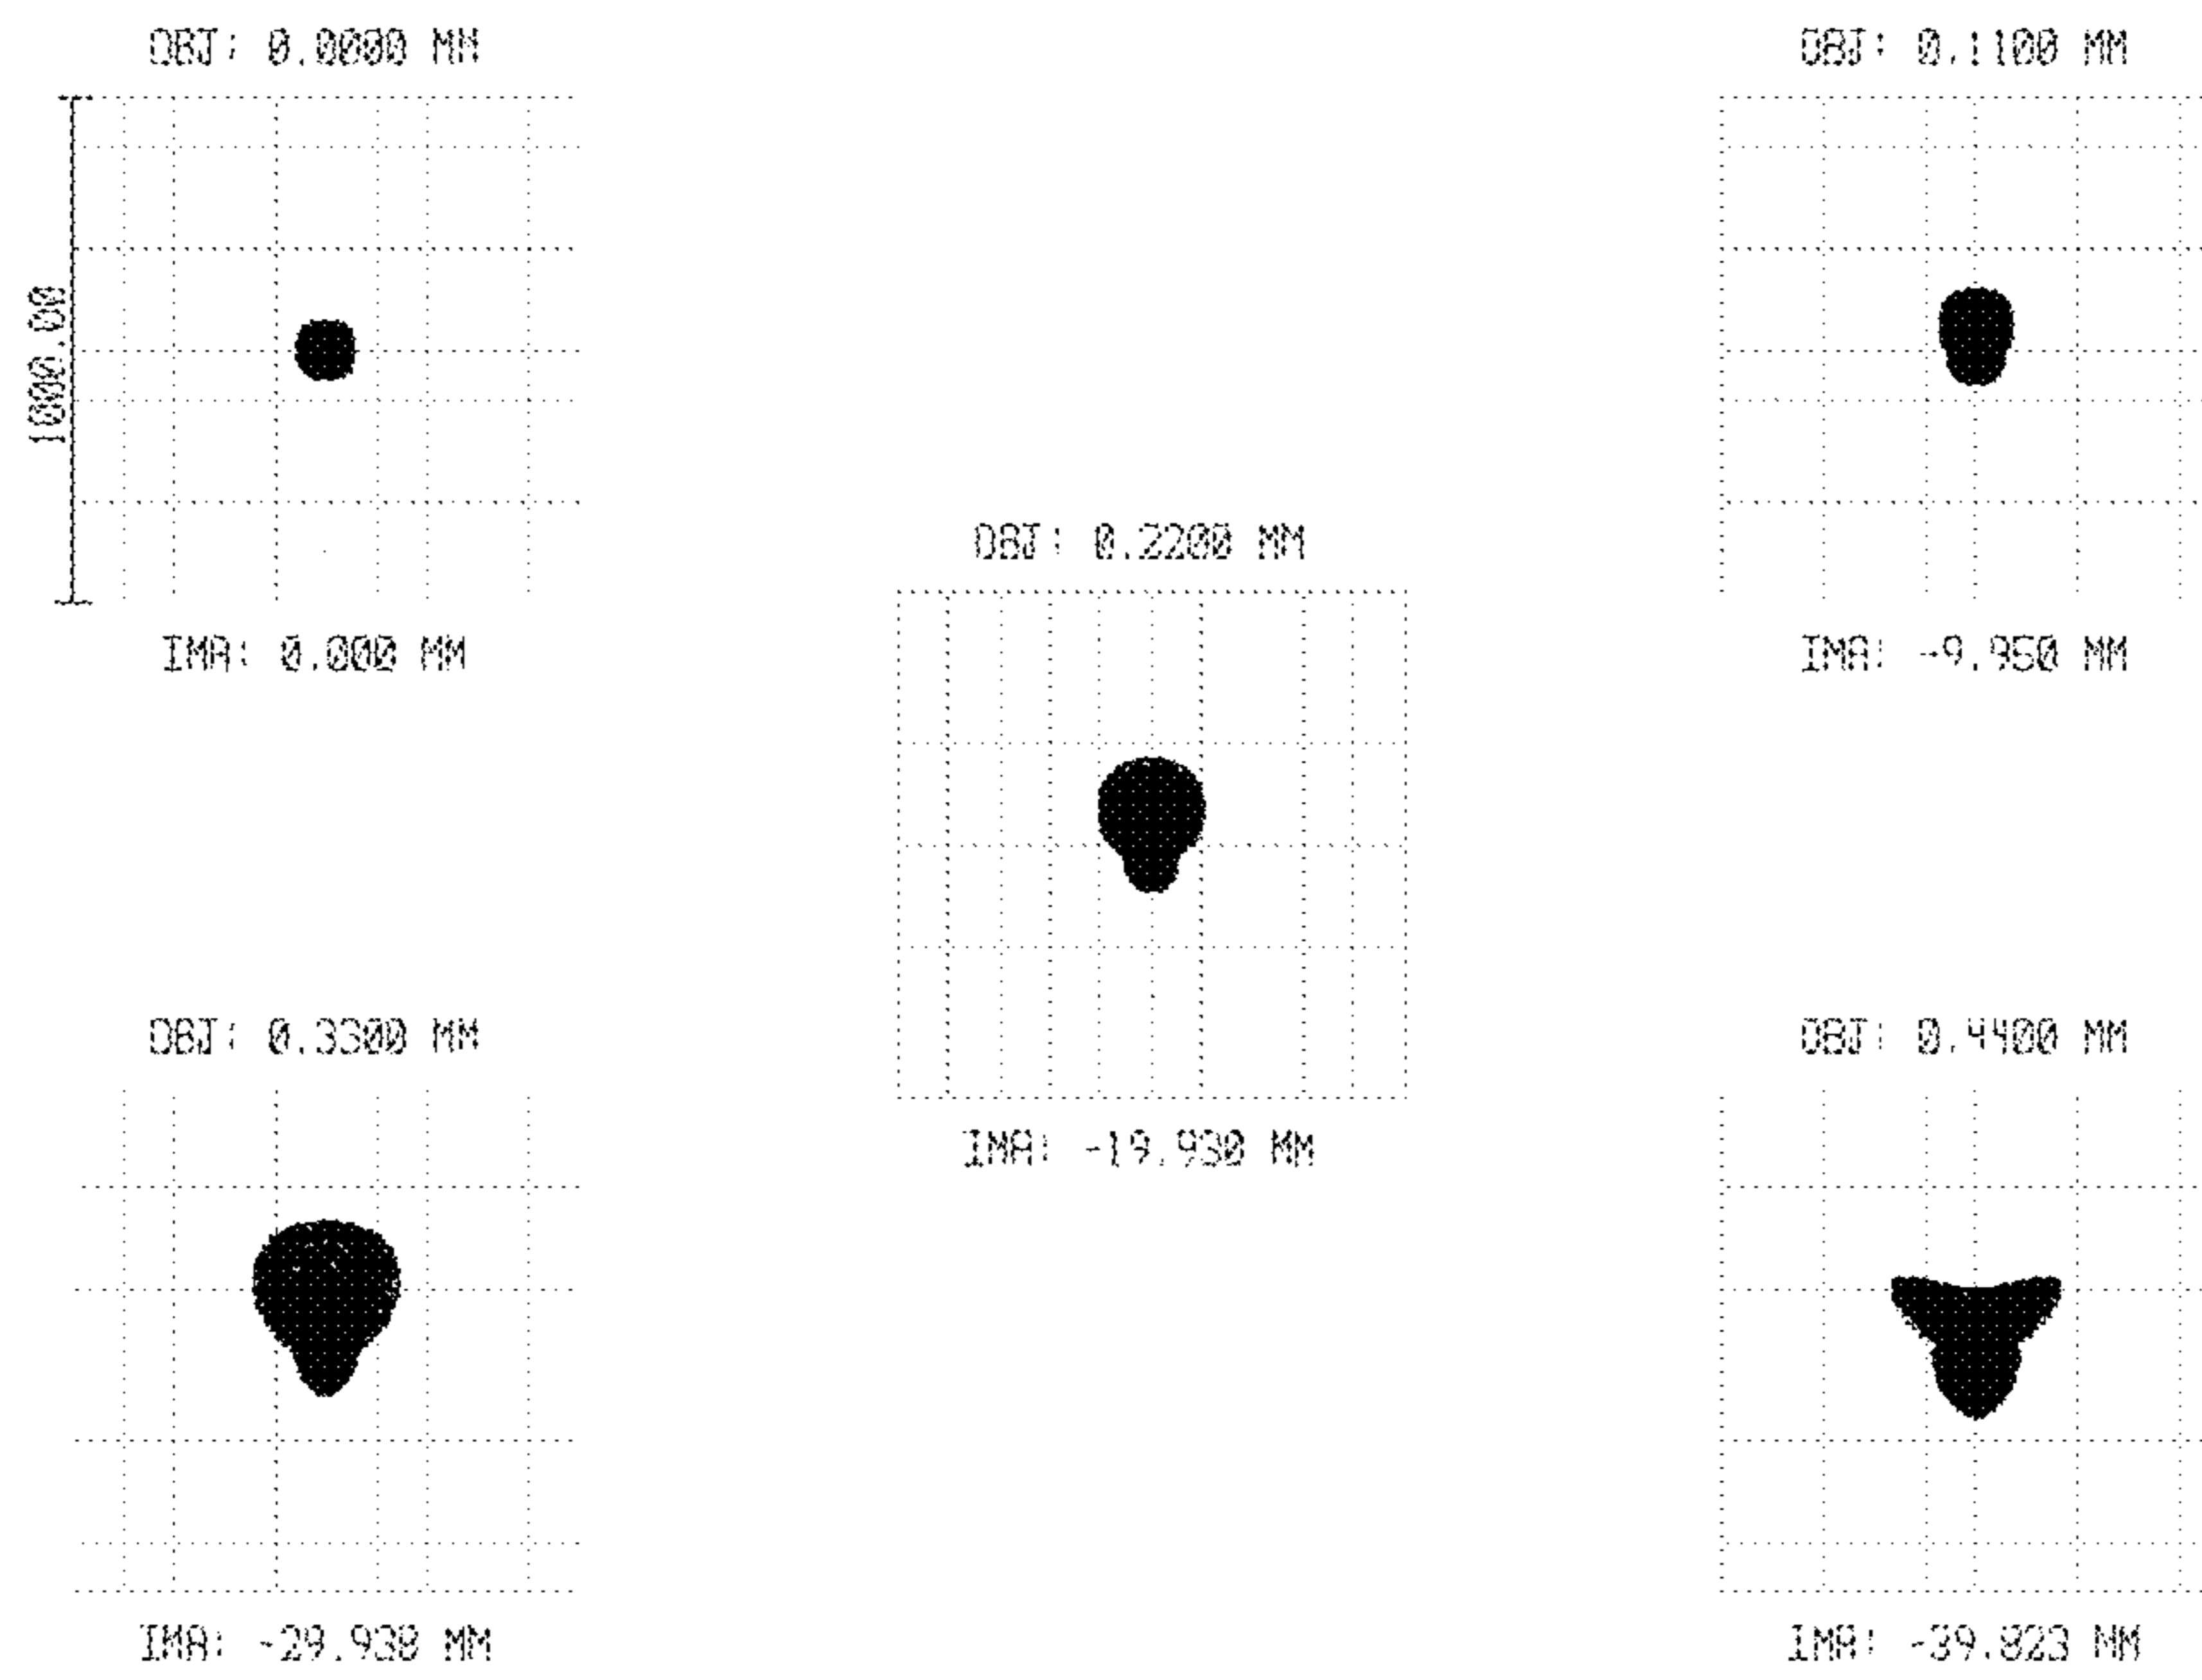 OBJ: 0.0000 MM
OBJ: 0.1100 MM
1000.00
IMA: 0.000 MM
IMA: -9.950 MM
OBJ: 0.2200 MM
IMA: -19.930 MM
OBJ: 0.3300 MM
OBJ: 0.4400 MM
IMA: -29.938 MM
IMA: -39.823 MM